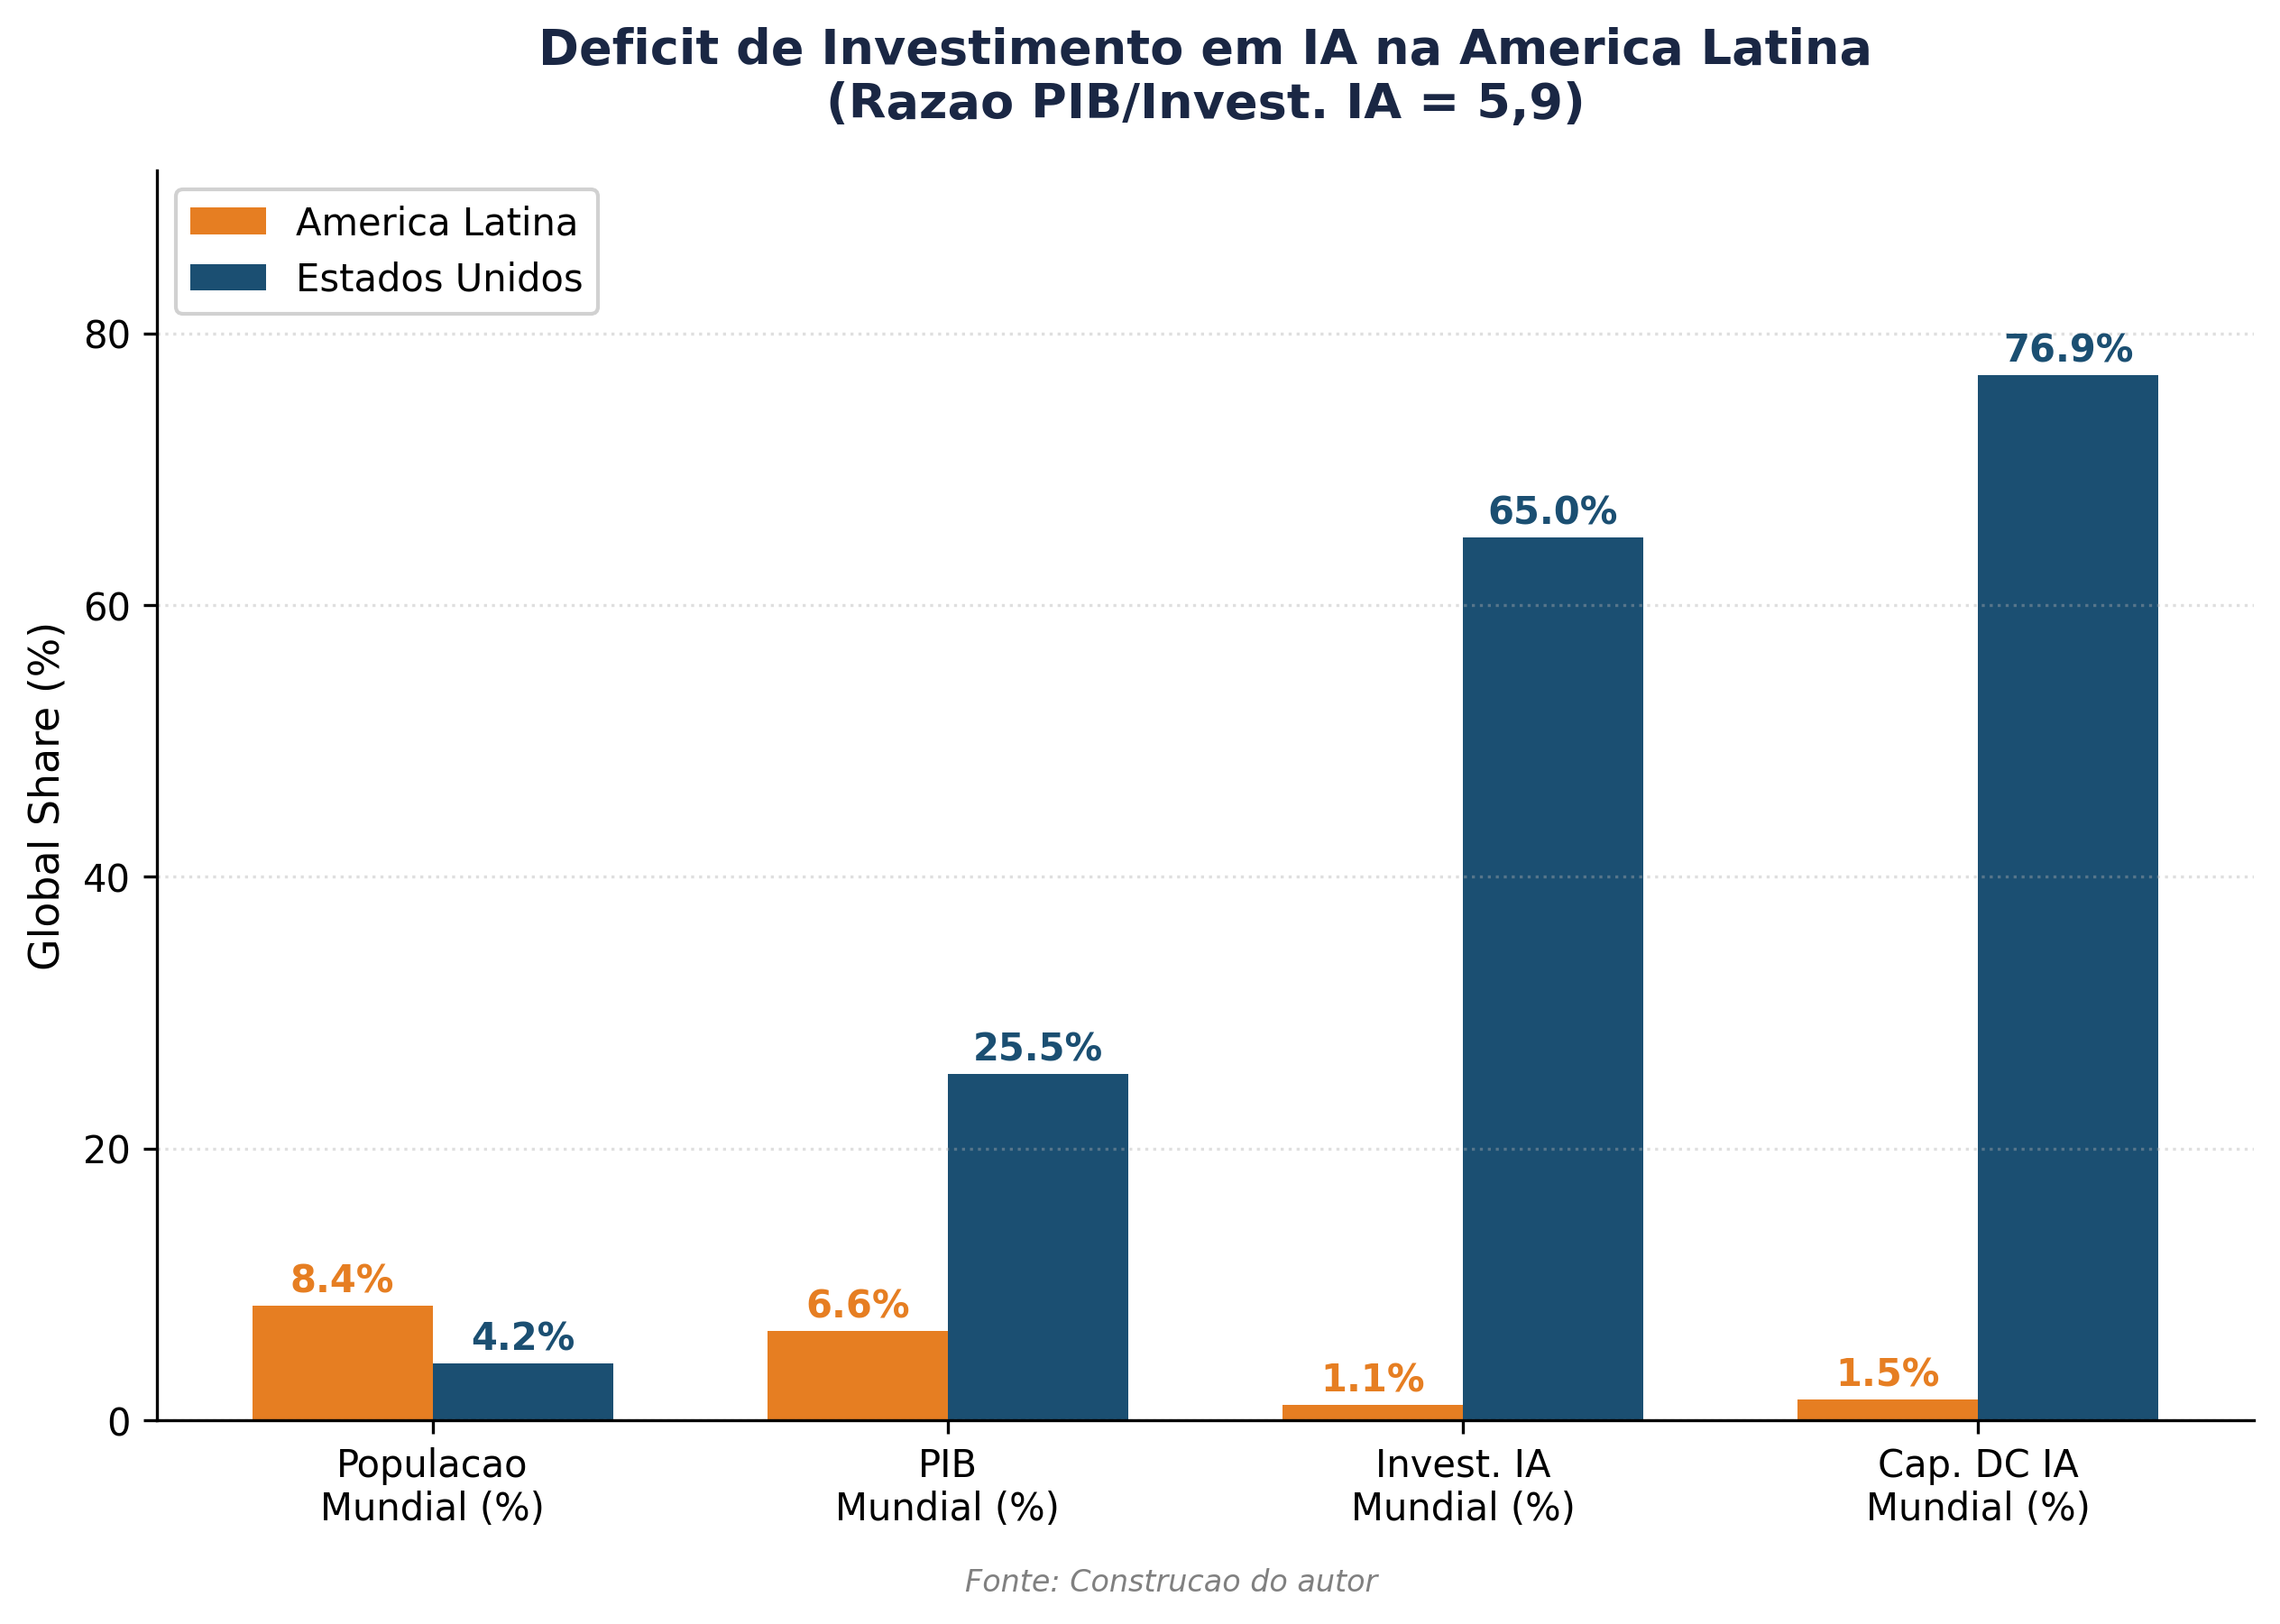 Deficit de Investimento em IA na America Latina
(Razao PIB/Invest. IA = 5,9)
America Latina
Estados Unidos
Global Share (%)
80
60
40
20
0
8.4%
4.2%
6.6%
25.5%
1.1%
65.0%
1.5%
76.9%
Populacao
Mundial (%)
PIB
Mundial (%)
Invest. IA
Mundial (%)
Cap. DC IA
Mundial (%)
Fonte: Construcao do autor